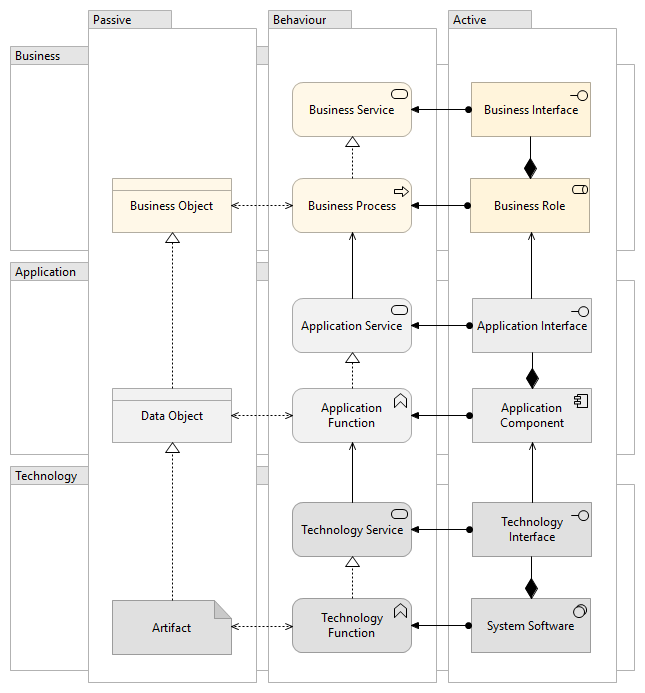 Passive
Behaviour
Active
Business
Business Service
Business Interface
Business Object
Business Process
Business Role
Application
Application Service
Application Interface
Data Object
Application
Function
Application
Component
Technology
Technology Service
Technology
Interface
Artifact
Technology
Function
System Software